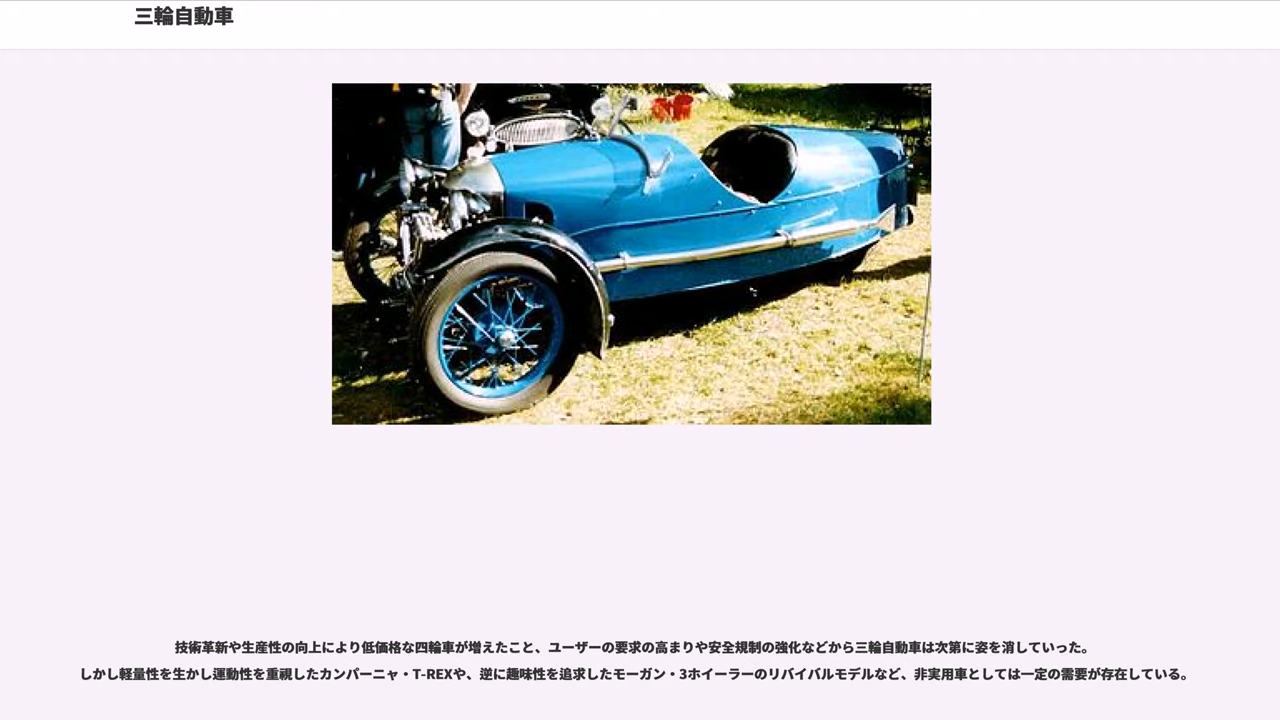 三輪自動車
技術革新や生産性の向上により低価格な四輪車が増えたこと、ユーザーの要求の高まりや安全規制の強化などから三輪自動車は次第に姿を消していった。
しかし軽量性を生かし運動性を重視したカンパーニャ・T-REXや、逆に趣味性を追求したモーガン・3ホイーラーのリバイバルモデルなど、非実用車としては一定の需要が存在している。